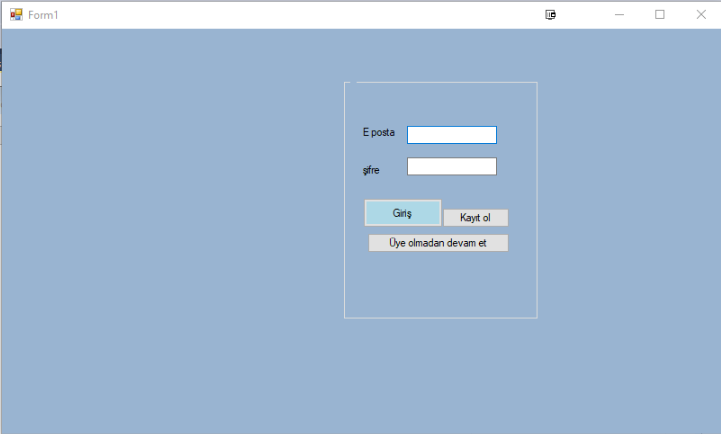 Form1
E posta
şifre
Giriş
Kayıt ol
Üye olmadan devam et